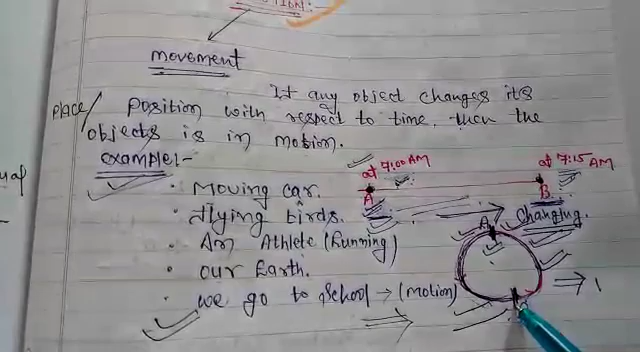 movement
If any object changes its
place/ Position with respect to time, then the
objects is in motion.
example:-
at 7:00 AM
at 7:15 AM
A
B
• Moving car.
• flying birds.
Changing.
• An Athlete (Running)
A
• Our Earth.
• we go to School → (Motion)